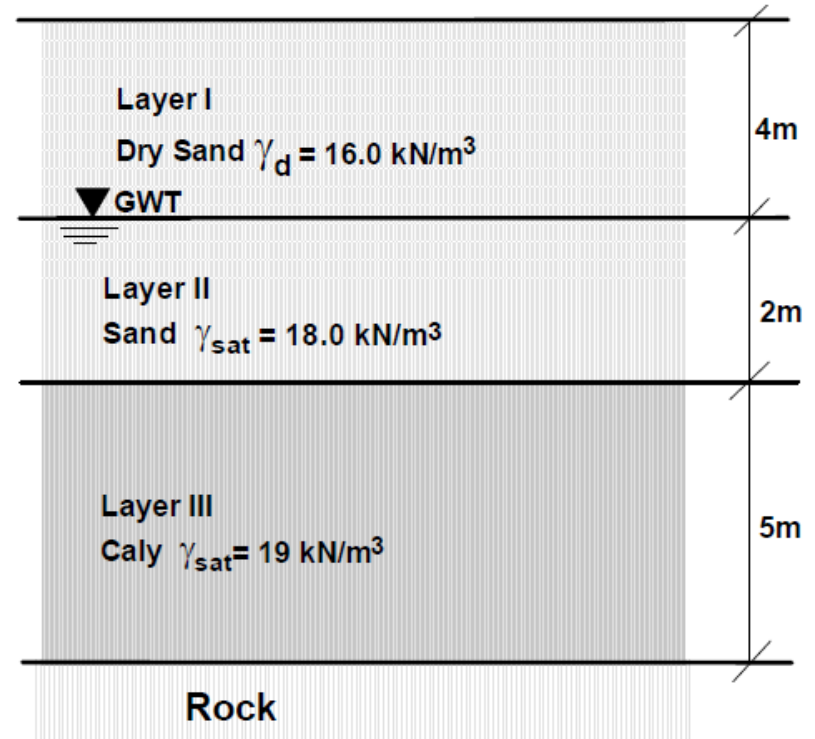 Layer I
4m
Dry Sand γd = 16.0 kN/m³
GWT
Layer II
2m
Sand γsat = 18.0 kN/m³
Layer III
5m
Caly γsat= 19 kN/m³
Rock